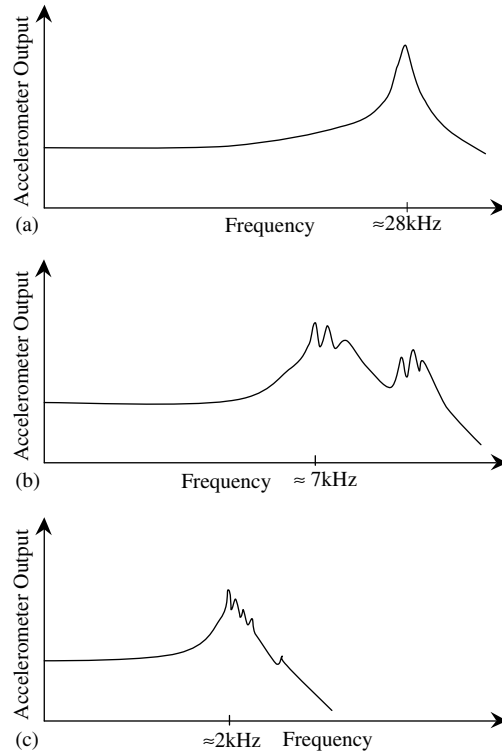 Accelerometer Output
(a)
Frequency
≈28kHz
Accelerometer Output
(b)
Frequency
≈ 7kHz
Accelerometer Output
(c)
≈2kHz
Frequency